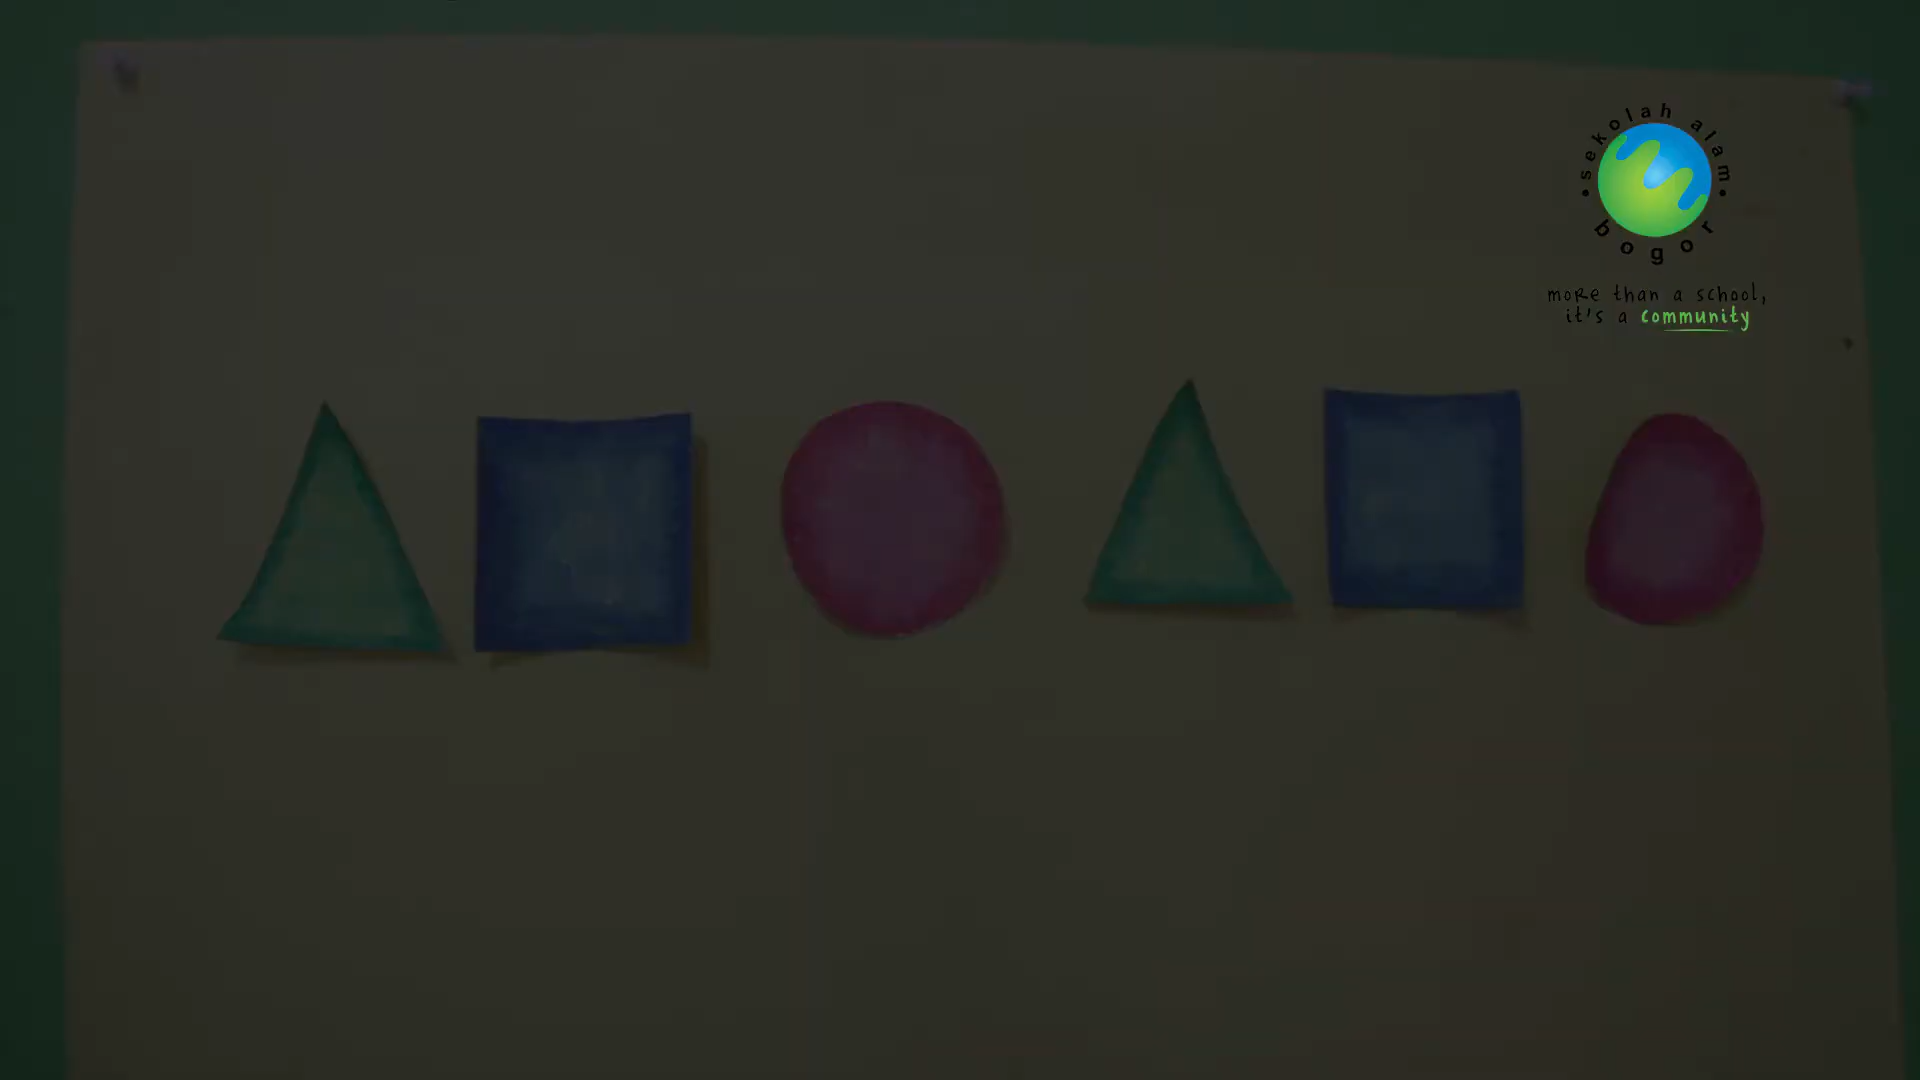 sekolah alam
bogor
more than a school,
it's a community